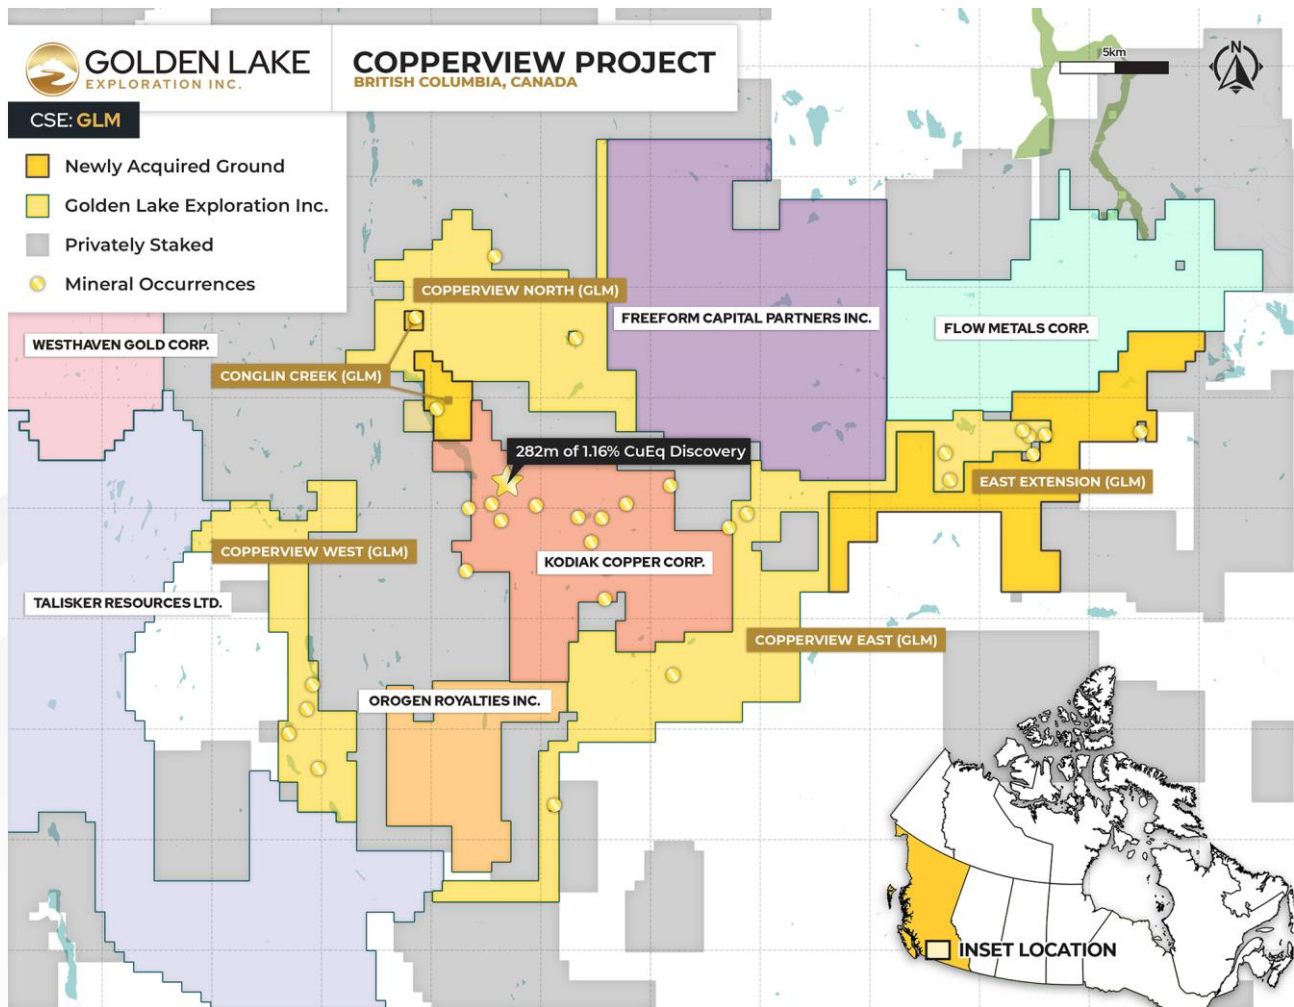 GOLDEN LAKE
EXPLORATION INC.
COPPERVIEW PROJECT
BRITISH COLUMBIA, CANADA
5km
N
CSE: GLM
Newly Acquired Ground
Golden Lake Exploration Inc.
Privately Staked
Mineral Occurrences
COPPERVIEW NORTH (GLM)
FREEFORM CAPITAL PARTNERS INC.
FLOW METALS CORP.
WESTHAVEN GOLD CORP.
CONGLIN CREEK (GLM)
282m of 1.16% CuEq Discovery
EAST EXTENSION (GLM)
COPPERVIEW WEST (GLM)
KODIAK COPPER CORP.
TALISKER RESOURCES LTD.
COPPERVIEW EAST (GLM)
OROGEN ROYALTIES INC.
INSET LOCATION